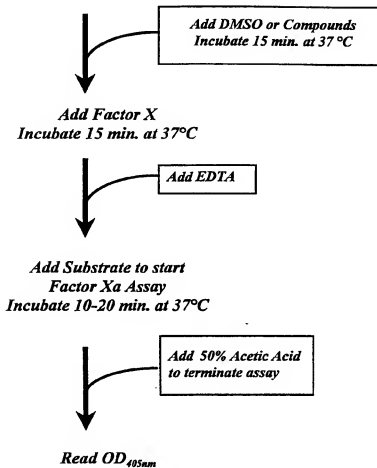 Add DMSO or Compounds
Incubate 15 min. at 37 °C
Add Factor X
Incubate 15 min. at 37°C
Add EDTA
Add Substrate to start
Factor Xa Assay
Incubate 10-20 min. at 37°C
Add 50% Acetic Acid
to terminate assay
Read OD405nm